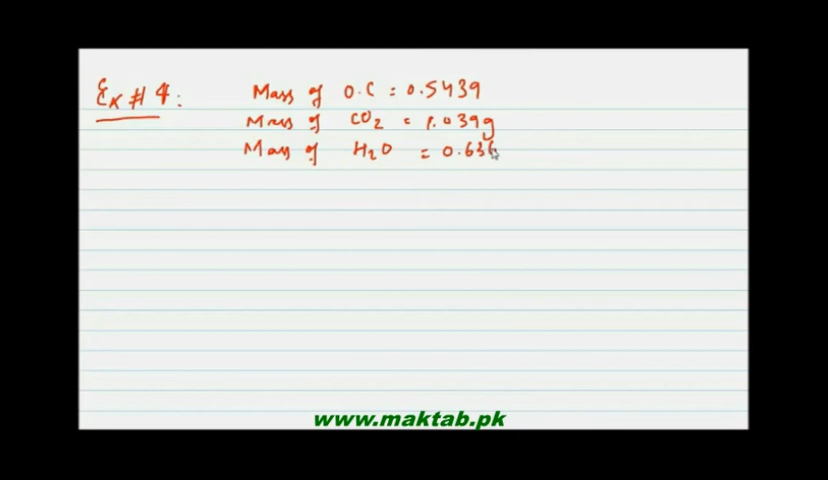 Ex # 4:
Mass of O.C = 0.5439
Mass of CO₂ = 1.039g
Mass of H₂O = 0.636
www.maktab.pk